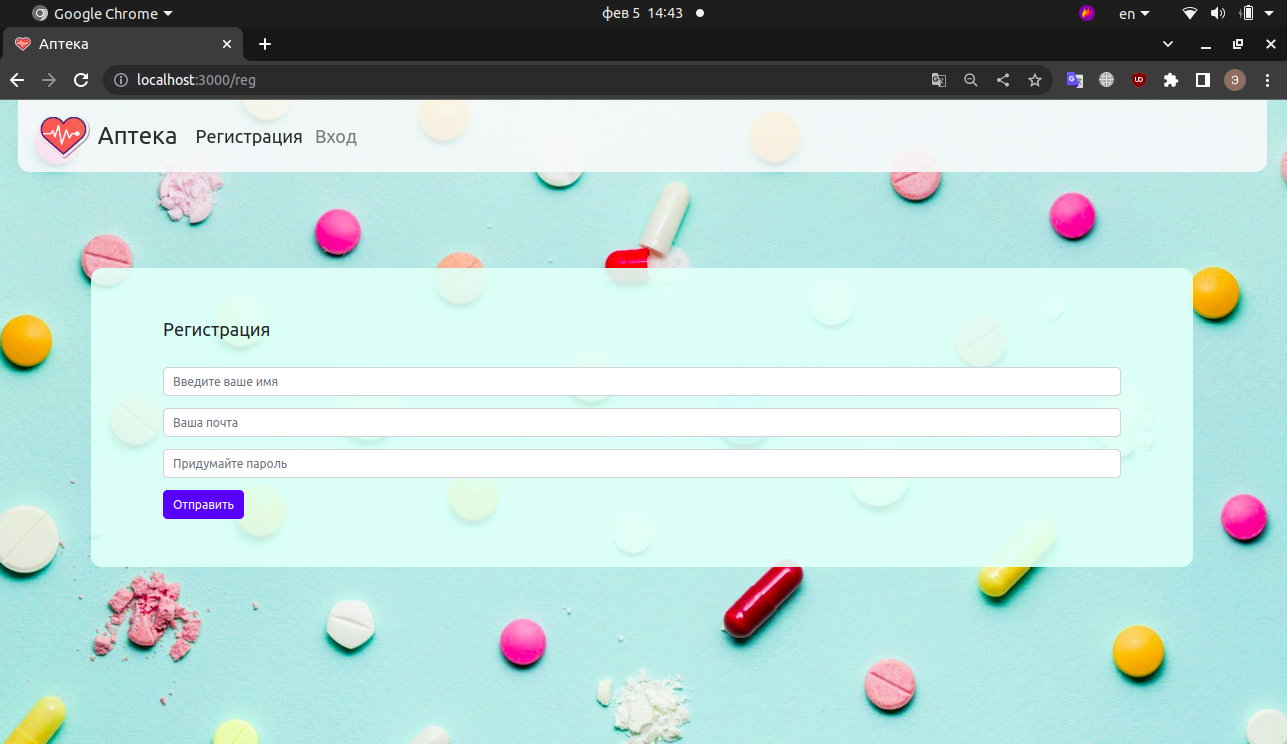 Google Chrome
фев 5 14:43
en
Аптека
localhost:3000/reg
Э
Аптека
Регистрация
Вход
Регистрация
Введите ваше имя
Ваша почта
Придумайте пароль
Отправить